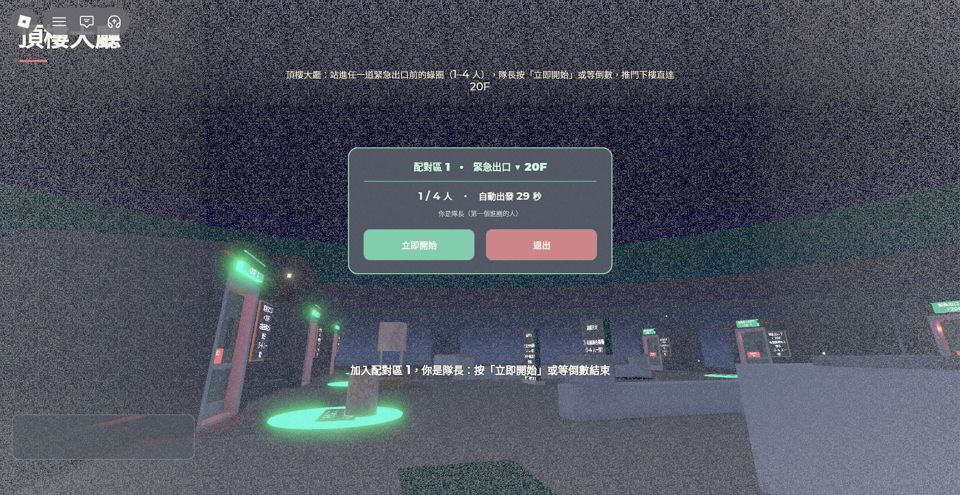 頂樓大廳
頂樓大廳：站進任一道緊急出口前的綠圈（1–4 人），隊長按「立即開始」或等倒數，推門下樓直達
20F
配對區 1 • 緊急出口 ▼ 20F
1 / 4 人 • 自動出發 29 秒
你是隊長（第一個進圈的人）
立即開始
退出
加入配對區 1，你是隊長：按「立即開始」或等倒數結束